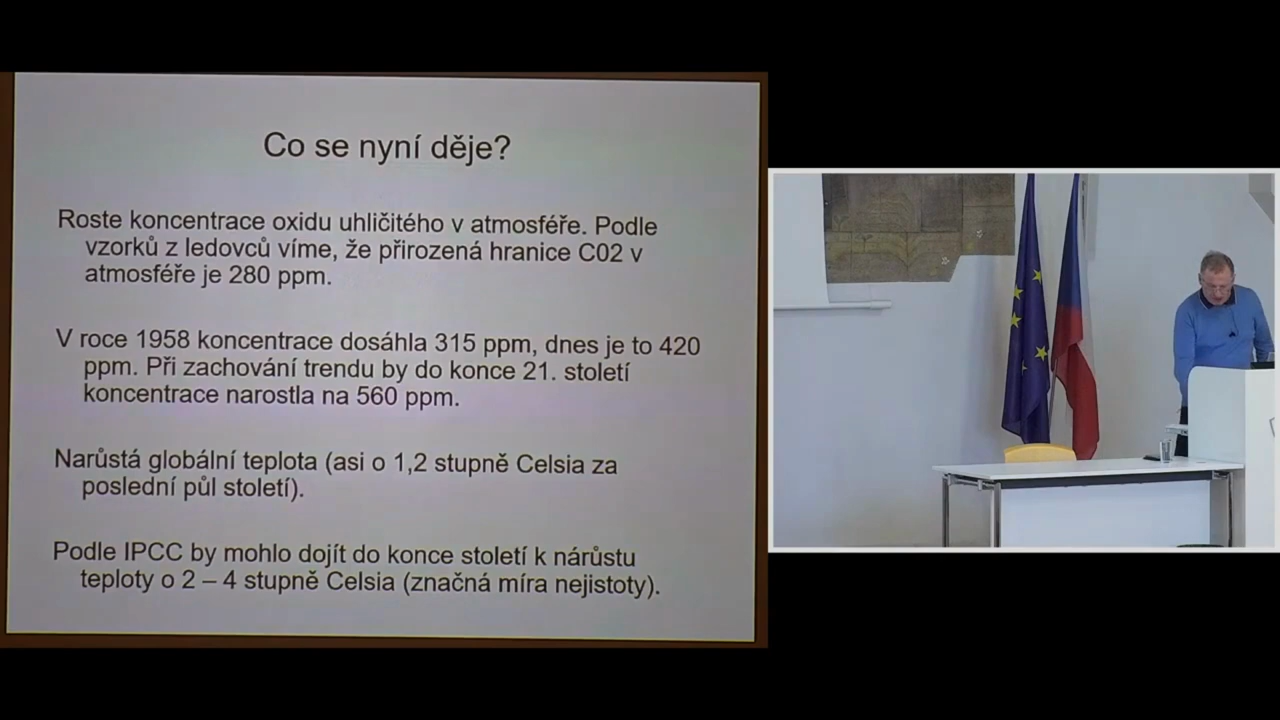 Co se nyní děje?
Roste koncentrace oxidu uhličitého v atmosféře. Podle
vzorků z ledovců víme, že přirozená hranice C02 v
atmosféře je 280 ppm.
V roce 1958 koncentrace dosáhla 315 ppm, dnes je to 420
ppm. Při zachování trendu by do konce 21. století
koncentrace narostla na 560 ppm.
Narůstá globální teplota (asi o 1,2 stupně Celsia za
poslední půl století).
Podle IPCC by mohlo dojít do konce století k nárůstu
teploty o 2 – 4 stupně Celsia (značná míra nejistoty).